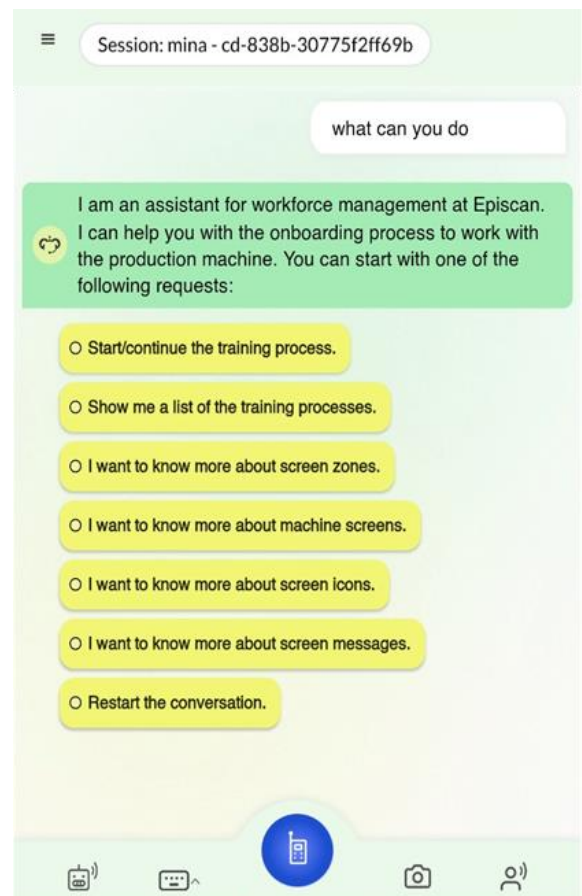 Session: mina - cd-838b-30775f2ff69b
what can you do
I am an assistant for workforce management at Episcan.
I can help you with the onboarding process to work with
the production machine. You can start with one of the
following requests:
Start/continue the training process.
Show me a list of the training processes.
I want to know more about screen zones.
I want to know more about machine screens.
I want to know more about screen icons.
I want to know more about screen messages.
Restart the conversation.